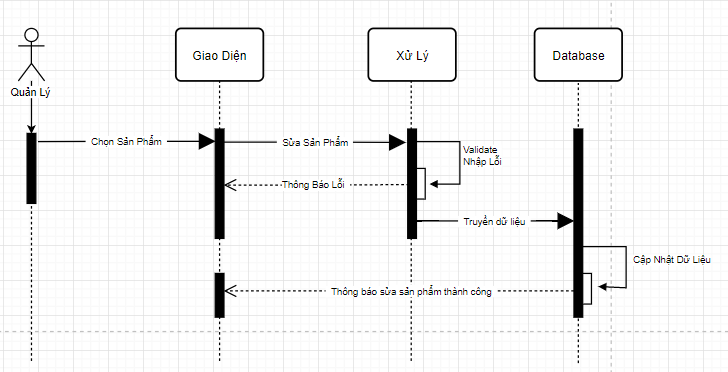 Giao Diện
Xử Lý
Database
Quản Lý
Chọn Sản Phẩm
Sửa Sản Phẩm
Validate
Nhập Lỗi
Thông Báo Lỗi
Truyền dữ liệu
Cập Nhật Dữ Liệu
Thông báo sửa sản phẩm thành công